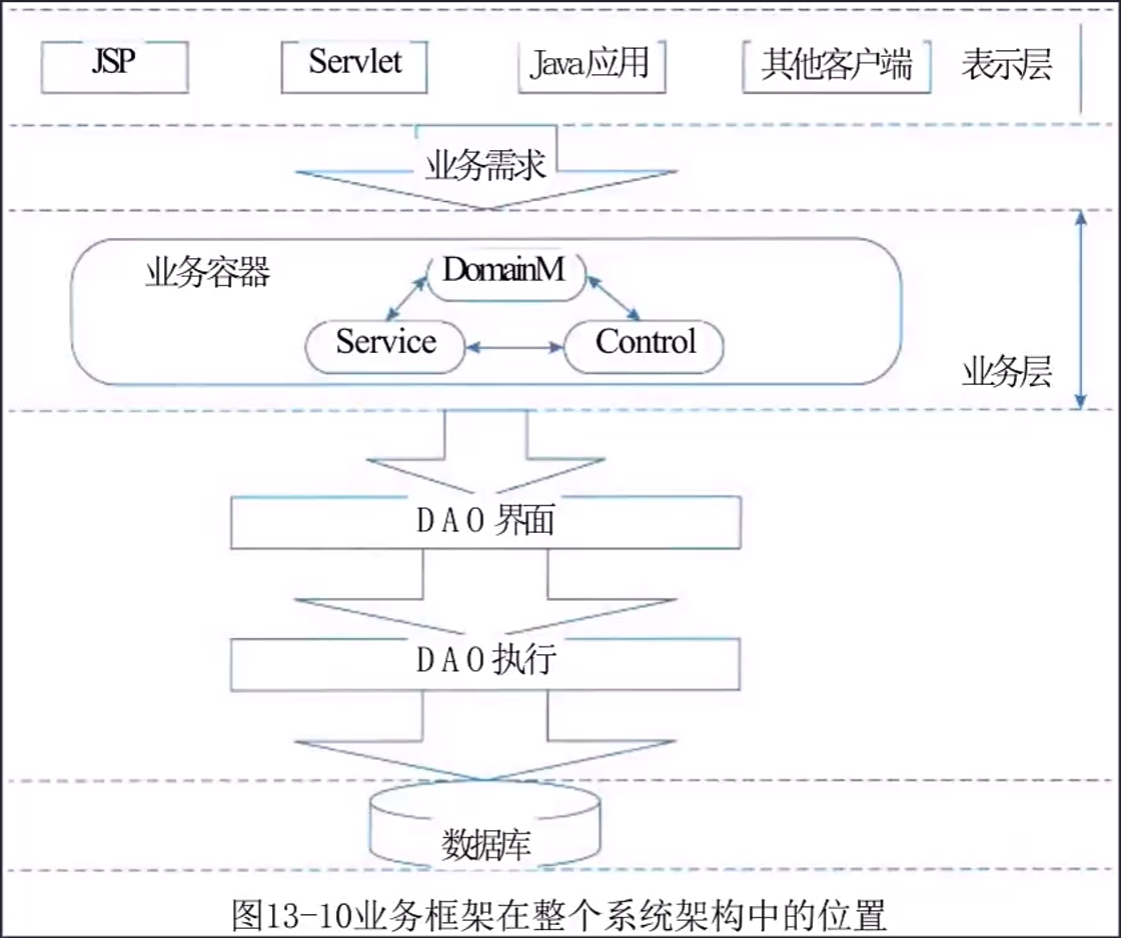 JSP Servlet Java应用 其他客户端 表示层
业务需求
业务容器
DomainM
Service Control
业务层
DAO界面
DAO执行
数据库
图13-10业务框架在整个系统架构中的位置